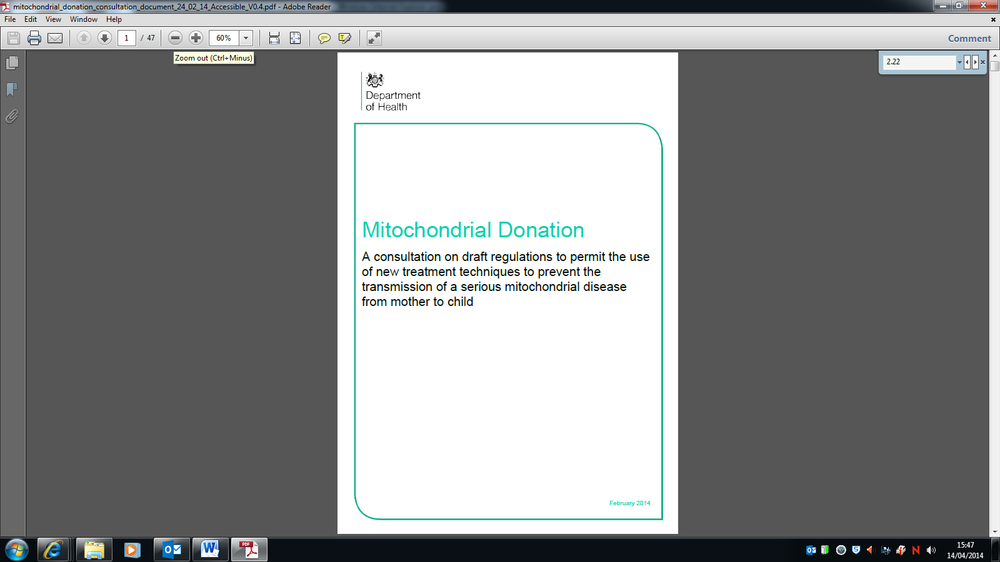 mitochondrial_donation_consultation_document_24_02_14_Accessible_V0.4.pdf - Adobe Reader
File Edit View Window Help
1 / 47 60% Comment
Zoom out (Ctrl+Minus)
2.22
Department
of Health
Mitochondrial Donation
A consultation on draft regulations to permit the use
of new treatment techniques to prevent the
transmission of a serious mitochondrial disease
from mother to child
February 2014
PDF
15:47
14/04/2014